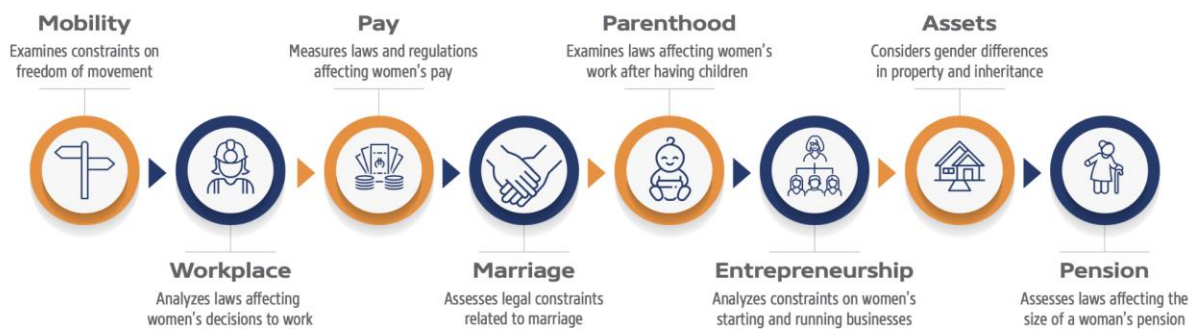 Mobility
Examines constraints on
freedom of movement
Pay
Measures laws and regulations
affecting women's pay
Parenthood
Examines laws affecting women's
work after having children
Assets
Considers gender differences
in property and inheritance
Workplace
Analyzes laws affecting
women's decisions to work
Marriage
Assesses legal constraints
related to marriage
Entrepreneurship
Analyzes constraints on women's
starting and running businesses
Pension
Assesses laws affecting the
size of a woman's pension